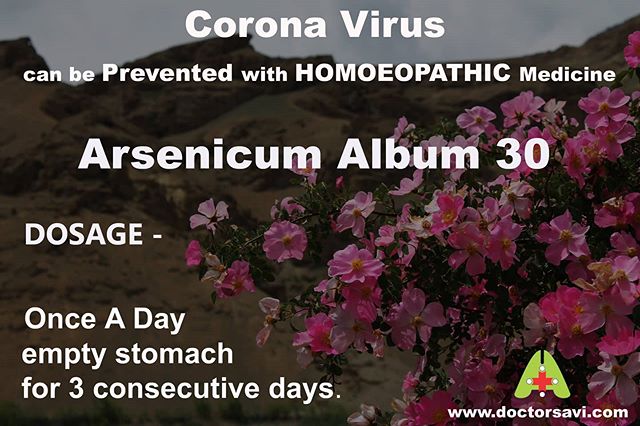 Corona Virus
can be Prevented with HOMOEOPATHIC Medicine
Arsenicum Album 30
DOSAGE -
Once A Day
empty stomach
for 3 consecutive days.
www.doctorsavi.com